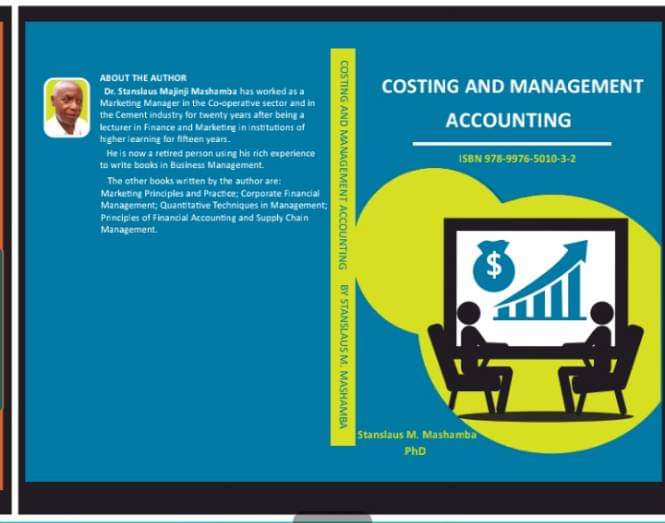 ABOUT THE AUTHOR
Dr. Stanslaus Majinji Mashamba has worked as a
Marketing Manager in the Co-operative sector and in
the Cement industry for twenty years after being a
lecturer in Finance and Marketing in institutions of
higher learning for fifteen years.
He is now a retired person using his rich experience
to write books in Business Management.
The other books written by the author are:
Marketing Principles and Practice; Corporate Financial
Management; Quantitative Techniques in Management;
Principles of Financial Accounting and Supply Chain
Management.
COSTING AND MANAGEMENT ACCOUNTING BY STANSLAUS M. MASHAMBA
COSTING AND MANAGEMENT
ACCOUNTING
ISBN 978-9976-5010-3-2
$
Stanslaus M. Mashamba
PhD